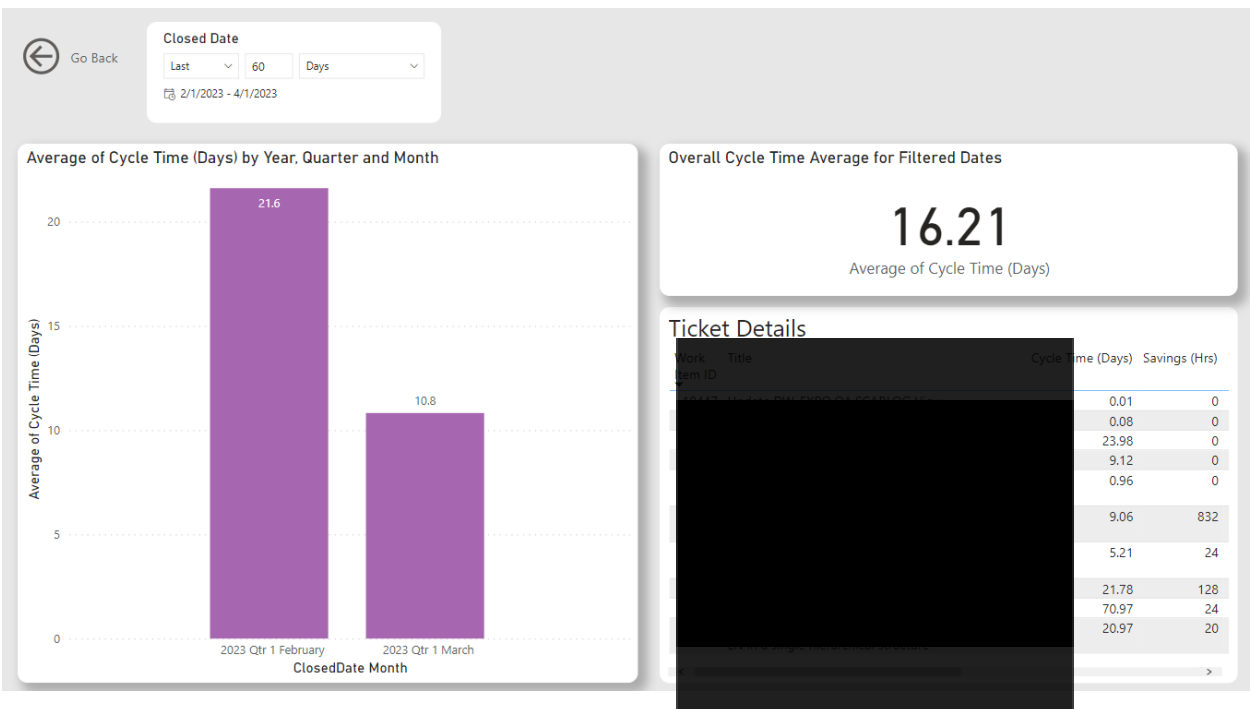 Go Back
Closed Date
Last
60
Days
2/1/2023 - 4/1/2023
Average of Cycle Time (Days) by Year, Quarter and Month
21.6
10.8
20
15
10
5
0
Average of Cycle Time (Days)
2023 Qtr 1 February
2023 Qtr 1 March
ClosedDate Month
Overall Cycle Time Average for Filtered Dates
16.21
Average of Cycle Time (Days)
Ticket Details
Work Item ID
Title
Cycle Time (Days)
Savings (Hrs)
0.01 0
0.08 0
23.98 0
9.12 0
0.96 0
9.06 832
5.21 24
21.78 128
70.97 24
20.97 20